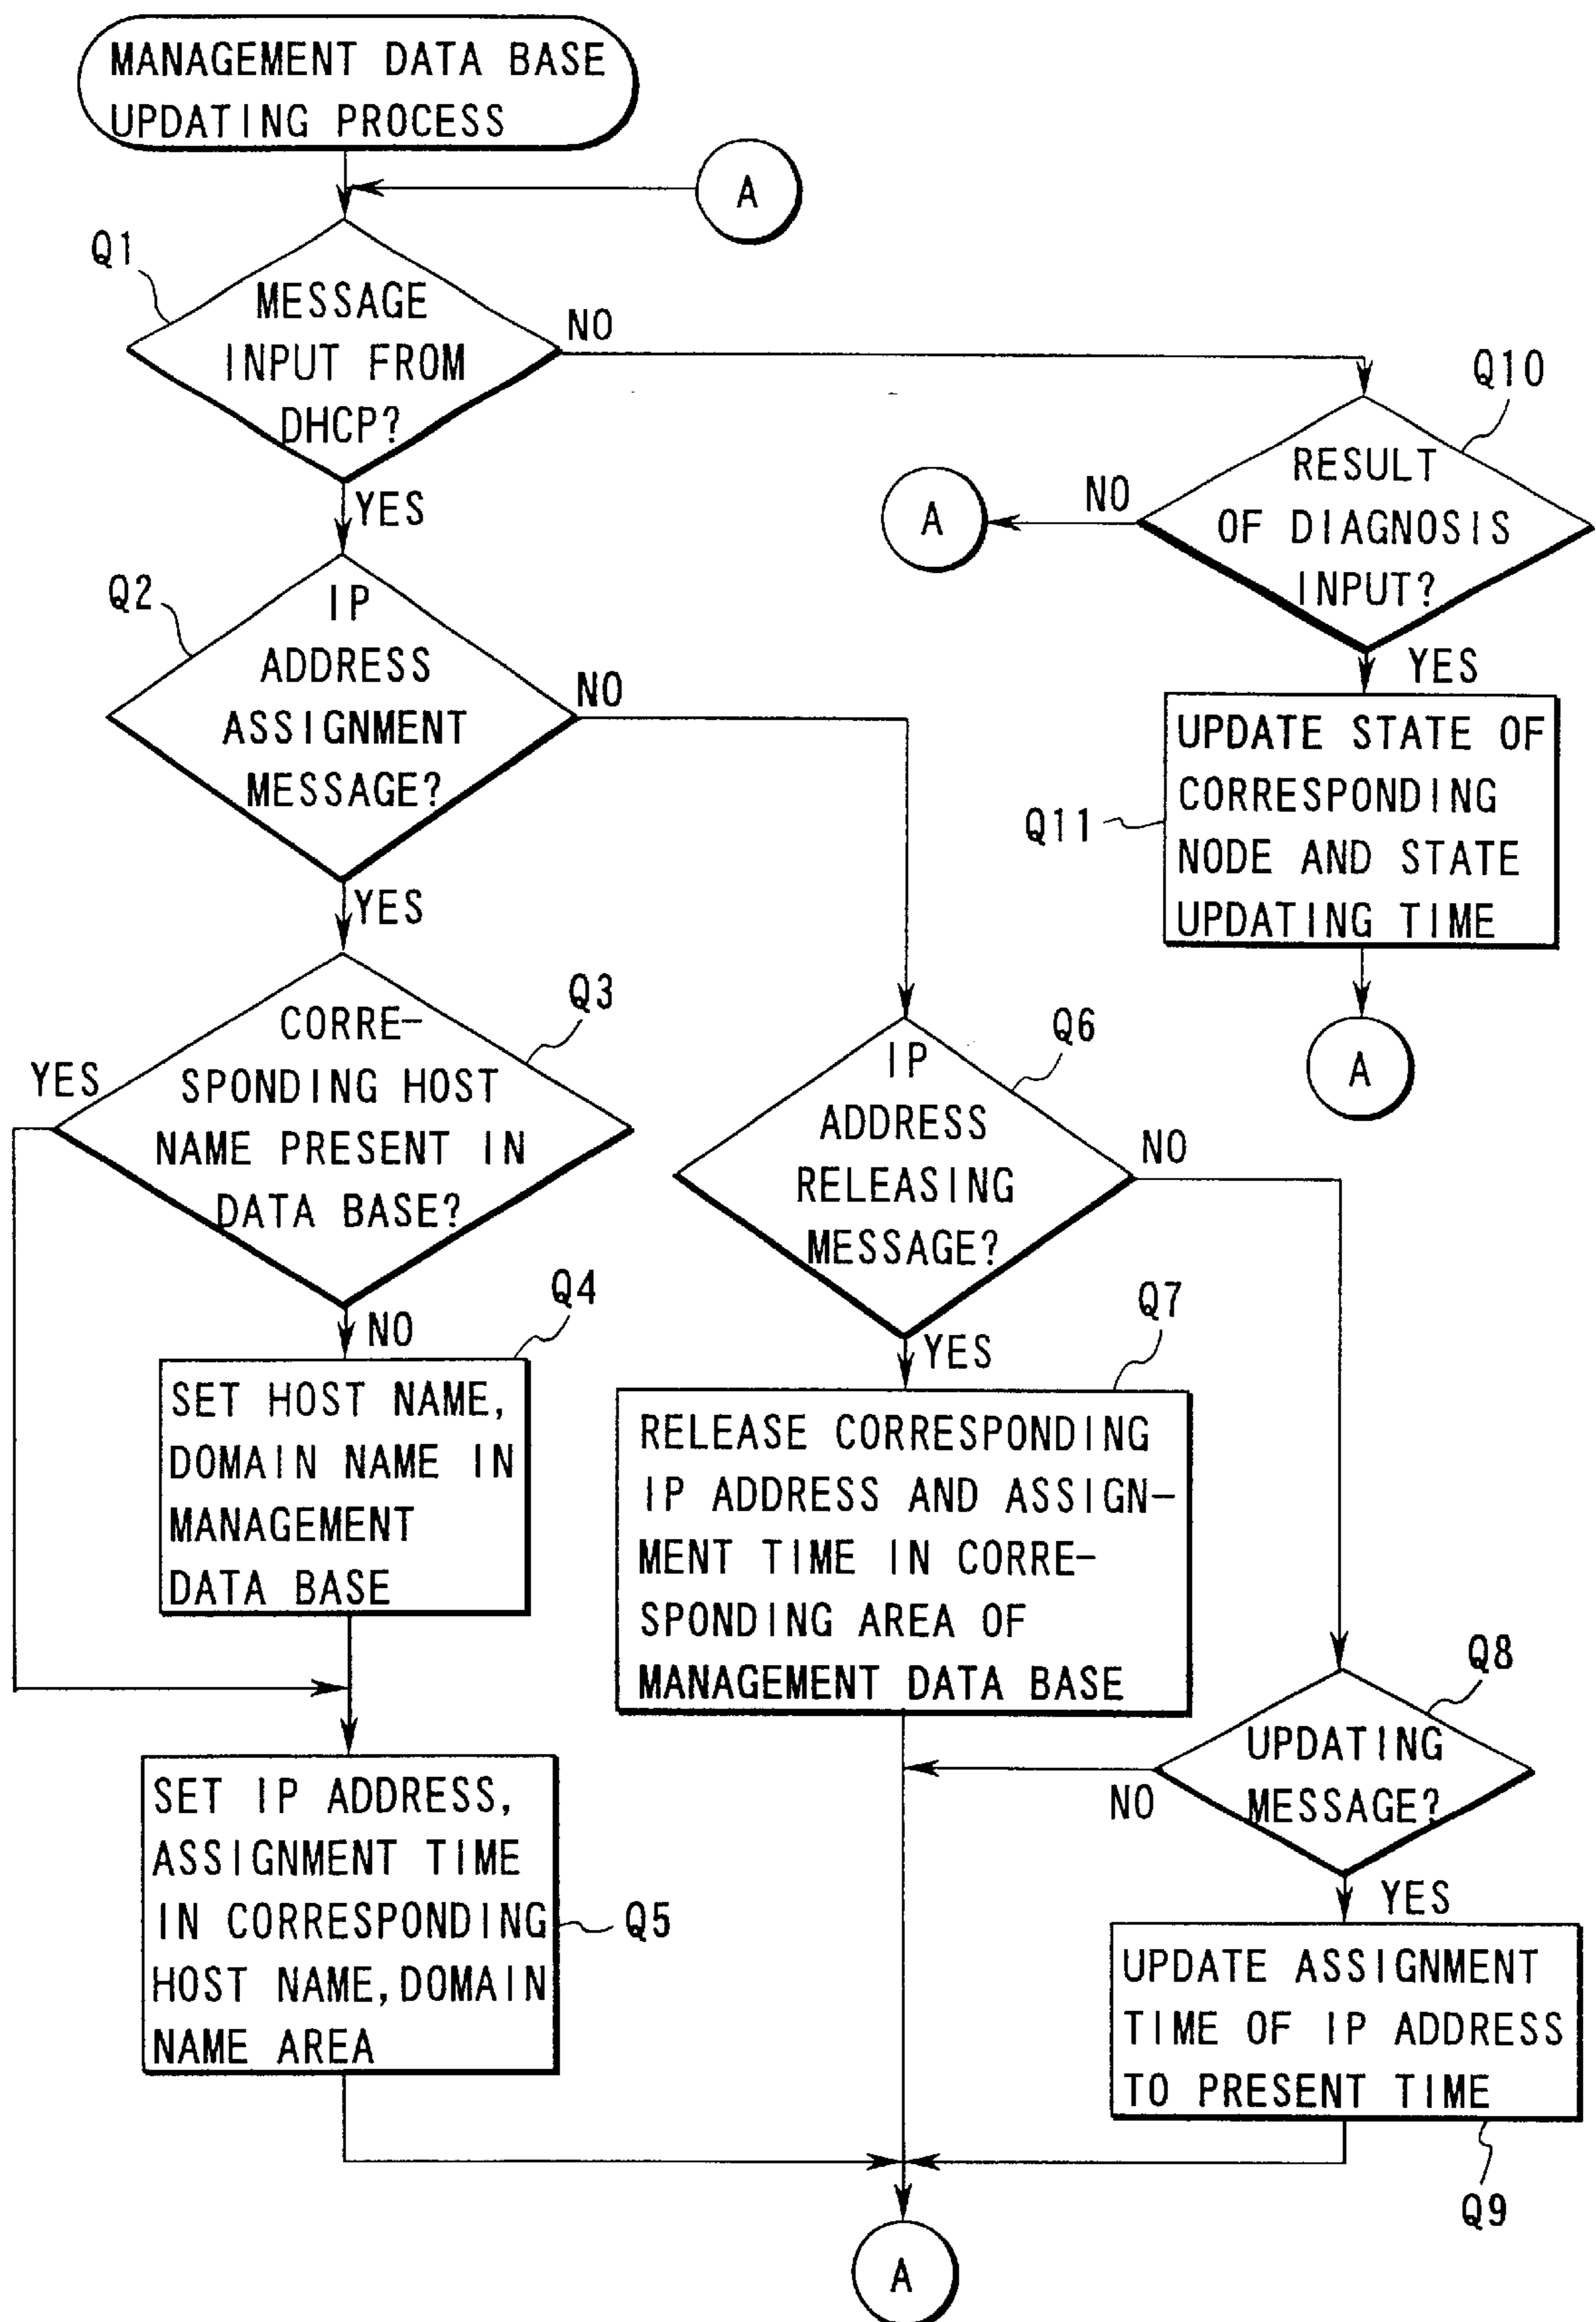 MANAGEMENT DATA BASE
UPDATING PROCESS
A
Q1
MESSAGE
INPUT FROM
DHCP?
NO
YES
Q10
RESULT
OF DIAGNOSIS
INPUT?
NO
A
YES
Q11
UPDATE STATE OF
CORRESPONDING
NODE AND STATE
UPDATING TIME
A
Q2
IP
ADDRESS
ASSIGNMENT
MESSAGE?
NO
YES
Q3
CORRE-
SPONDING HOST
NAME PRESENT IN
DATA BASE?
YES
NO
Q4
SET HOST NAME,
DOMAIN NAME IN
MANAGEMENT
DATA BASE
SET IP ADDRESS,
ASSIGNMENT TIME
IN CORRESPONDING
HOST NAME, DOMAIN
NAME AREA
Q5
Q6
IP
ADDRESS
RELEASING
MESSAGE?
NO
YES
Q7
RELEASE CORRESPONDING
IP ADDRESS AND ASSIGN-
MENT TIME IN CORRE-
SPONDING AREA OF
MANAGEMENT DATA BASE
Q8
UPDATING
MESSAGE?
NO
YES
UPDATE ASSIGNMENT
TIME OF IP ADDRESS
TO PRESENT TIME
Q9
A